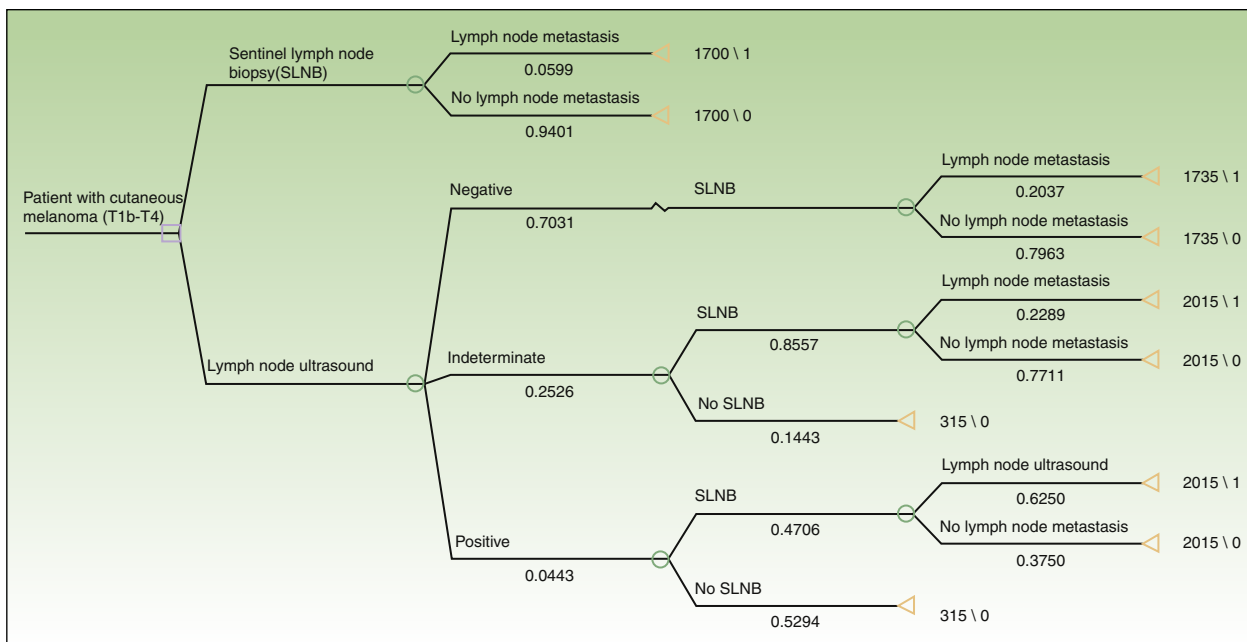 Sentinel lymph node
biopsy(SLNB)
Lymph node metastasis
0.0599
1700 \ 1
No lymph node metastasis
0.9401
1700 \ 0
Patient with cutaneous
melanoma (T1b-T4)
Lymph node ultrasound
Negative
0.7031
SLNB
Lymph node metastasis
0.2037
1735 \ 1
No lymph node metastasis
0.7963
1735 \ 0
Indeterminate
0.2526
SLNB
0.8557
Lymph node metastasis
0.2289
2015 \ 1
No lymph node metastasis
0.7711
2015 \ 0
No SLNB
0.1443
315 \ 0
Positive
0.0443
SLNB
0.4706
Lymph node ultrasound
0.6250
2015 \ 1
No lymph node metastasis
0.3750
2015 \ 0
No SLNB
0.5294
315 \ 0